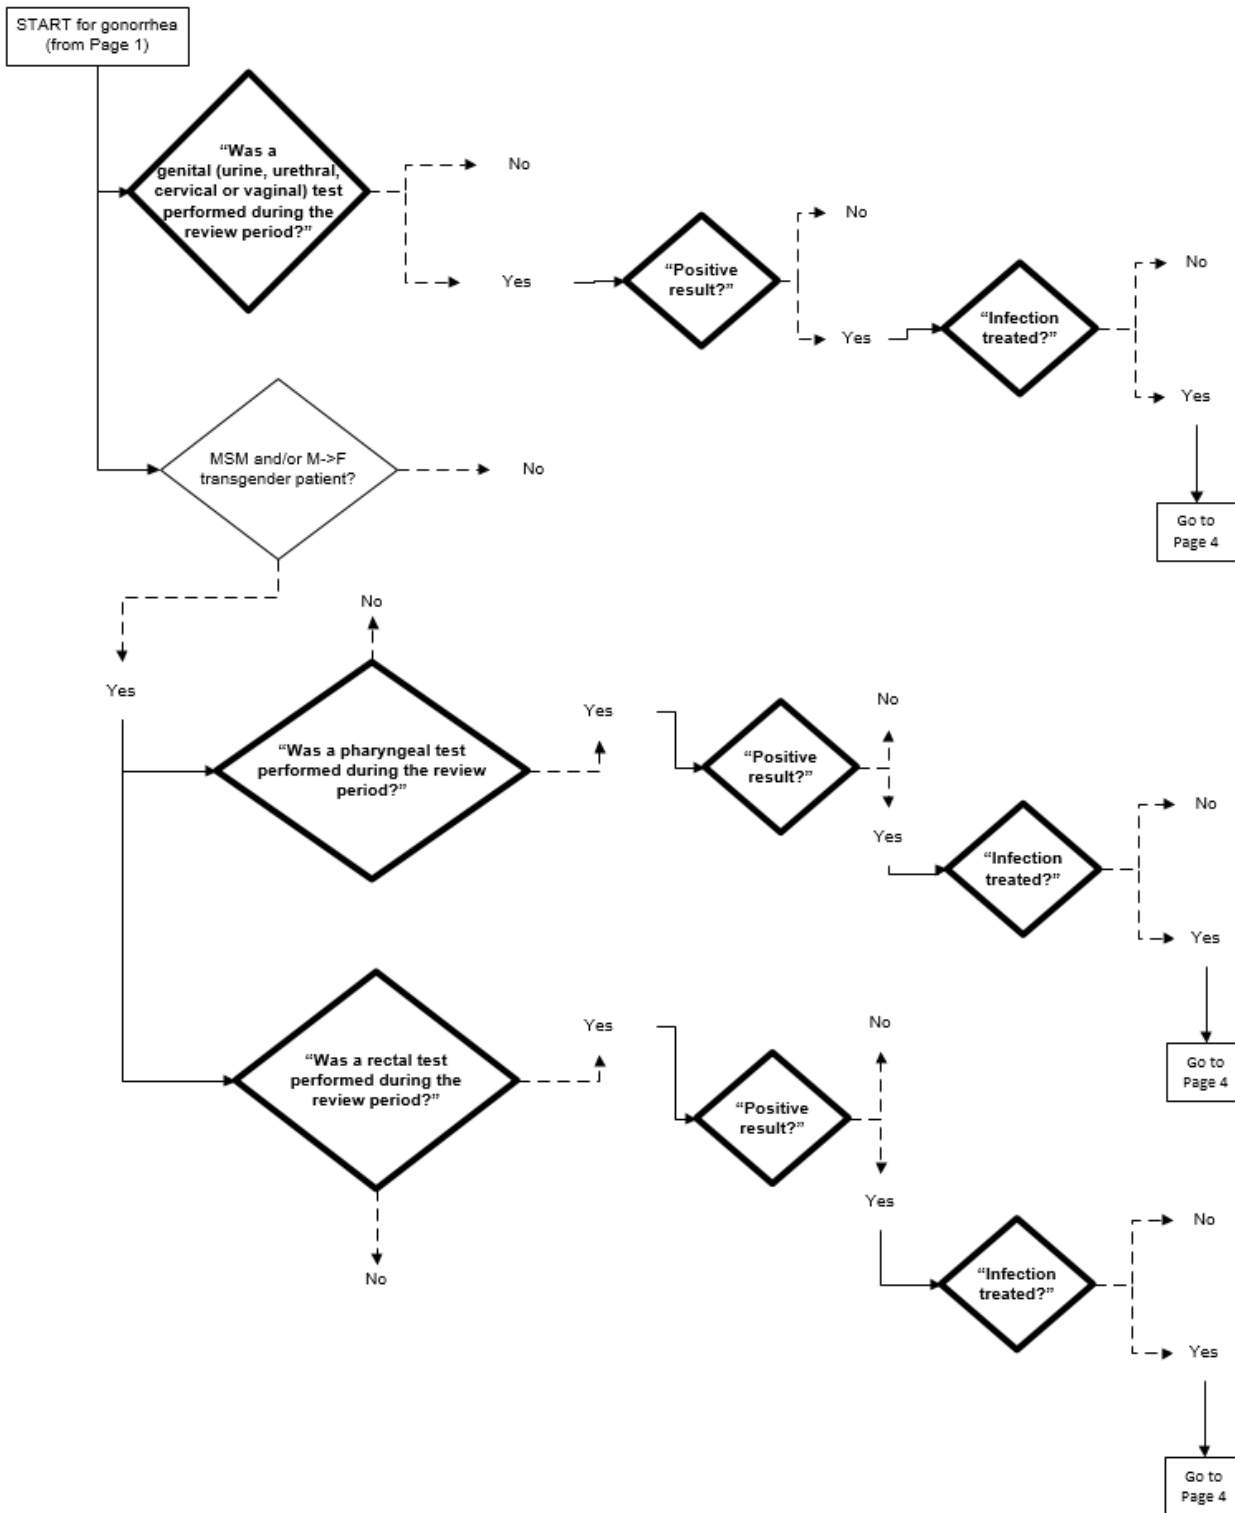 START for gonorrhea
(from Page 1)
“Was a
genital (urine, urethral,
cervical or vaginal) test
performed during the
review period?”
No
Yes
“Positive
result?”
No
Yes
“Infection
treated?”
No
Yes
Go to
Page 4
MSM and/or M->F
transgender patient?
No
Yes
No
“Was a pharyngeal test
performed during the review
period?”
Yes
“Positive
result?”
No
Yes
“Infection
treated?”
No
Yes
Go to
Page 4
“Was a rectal test
performed during the
review period?”
Yes
No
“Positive
result?”
No
Yes
“Infection
treated?”
No
Yes
Go to
Page 4